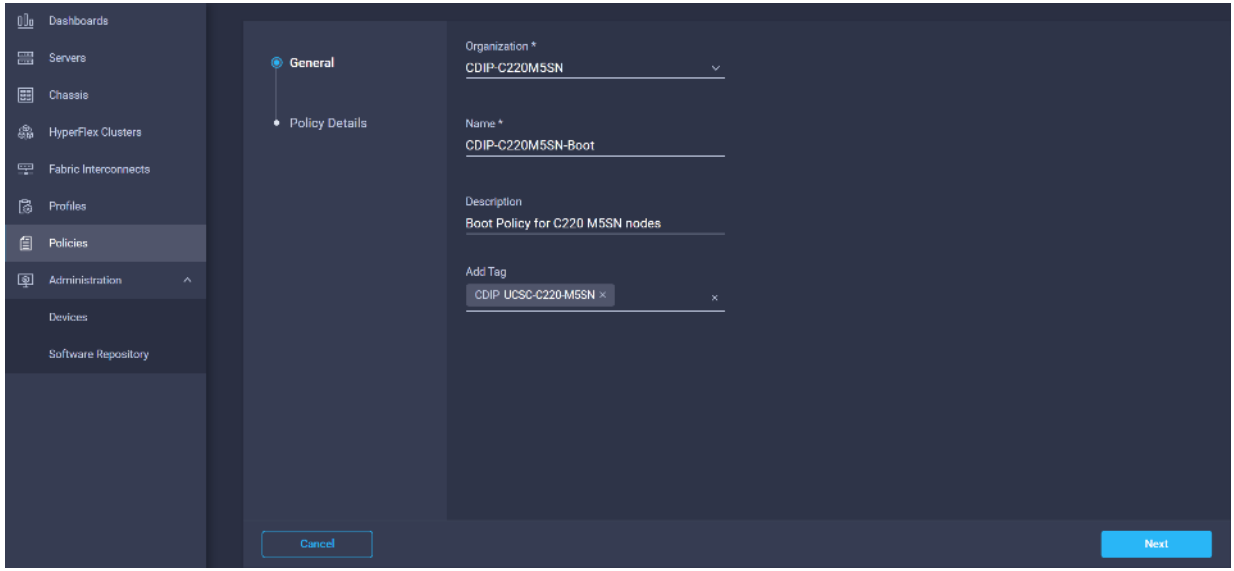 Dashboards
Servers
Chassis
HyperFlex Clusters
Fabric Interconnects
Profiles
Policies
Administration
Devices
Software Repository
General
Policy Details
Organization *
CDIP-C220M5SN
Name *
CDIP-C220M5SN-Boot
Description
Boot Policy for C220 M5SN nodes
Add Tag
CDIP UCSC-C220-M5SN ×
×
Cancel
Next